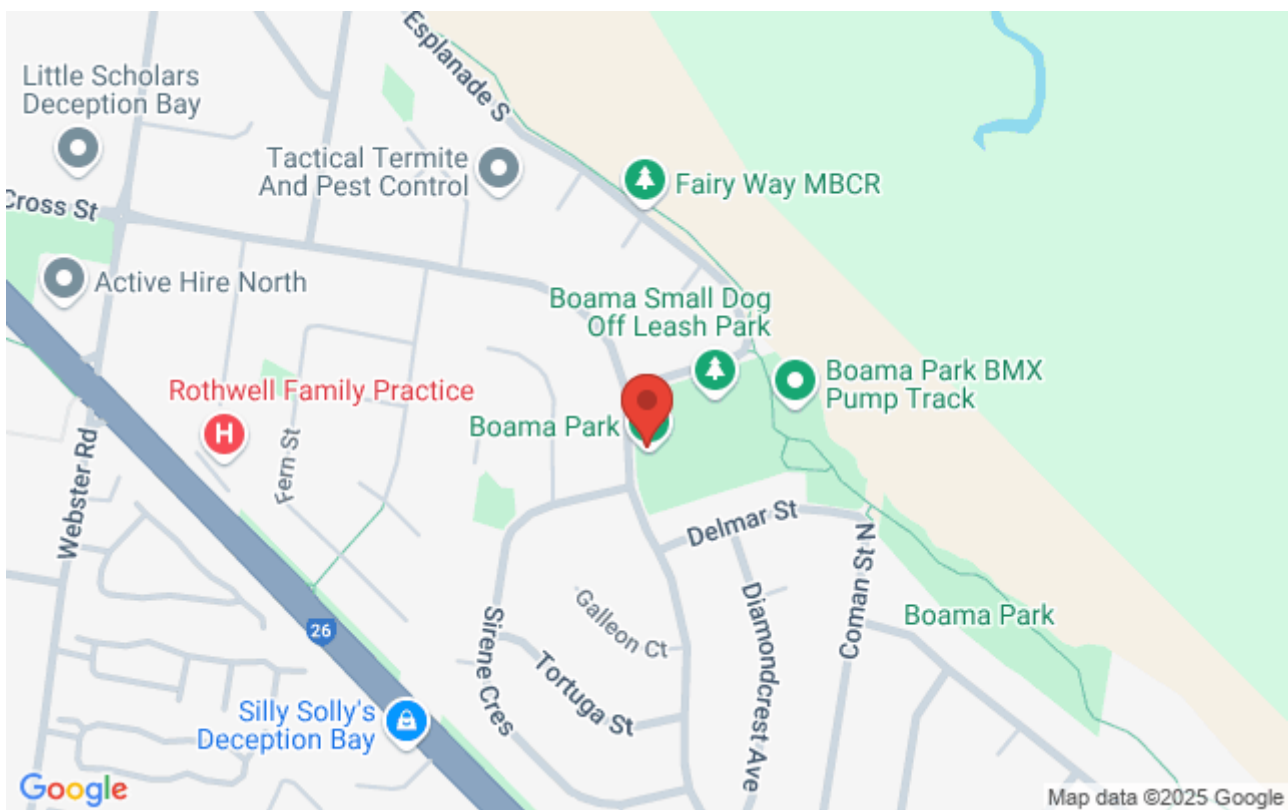 Esplanade S
Little Scholars
Deception Bay
Tactical Termite
And Pest Control
Fairy Way MBCR
Cross St
Active Hire North
Boama Small Dog
Off Leash Park
Boama Park BMX
Pump Track
Rothwell Family Practice
H
Boama Park
Webster Rd
Fern St
Delmar St
Coman St N
Diamondcrest Ave
Galleon Ct
Boama Park
26
Sirene Cres
Tortuga St
Silly Solly's
Deception Bay
Google
Map data ©2025 Google